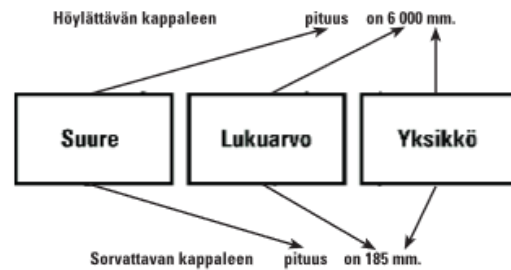 Höylättävän kappaleen pituus on 6 000 mm.
Suure Lukuarvo Yksikkö
Sorvattavan kappaleen pituus on 185 mm.